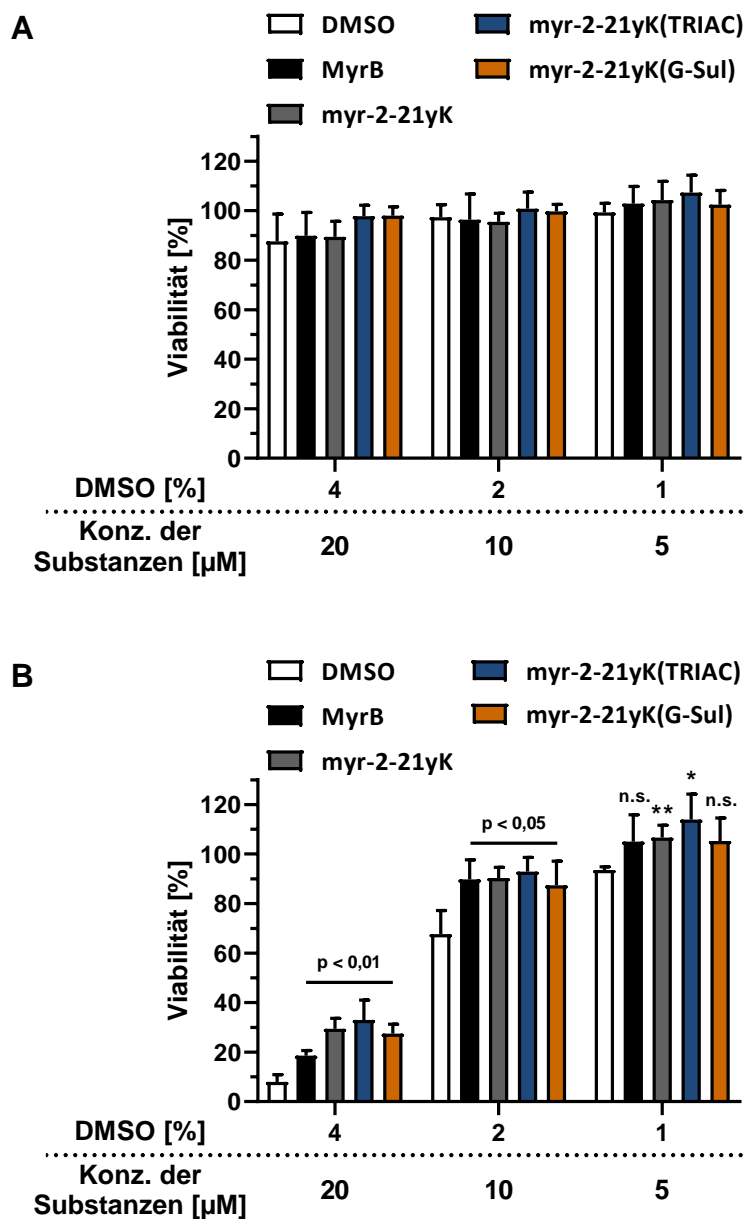 A
DMSO
MyrB
myr-2-21yK
myr-2-21yK(TRIAC)
myr-2-21yK(G-Sul)
Viabilität [%]
120
100
80
60
40
20
0
DMSO [%]
4
2
1
Konz. der
Substanzen [µM]
20
10
5
B
DMSO
MyrB
myr-2-21yK
myr-2-21yK(TRIAC)
myr-2-21yK(G-Sul)
Viabilität [%]
120
100
80
60
40
20
0
p < 0,01
p < 0,05
n.s.
**
*
n.s.
DMSO [%]
4
2
1
Konz. der
Substanzen [µM]
20
10
5